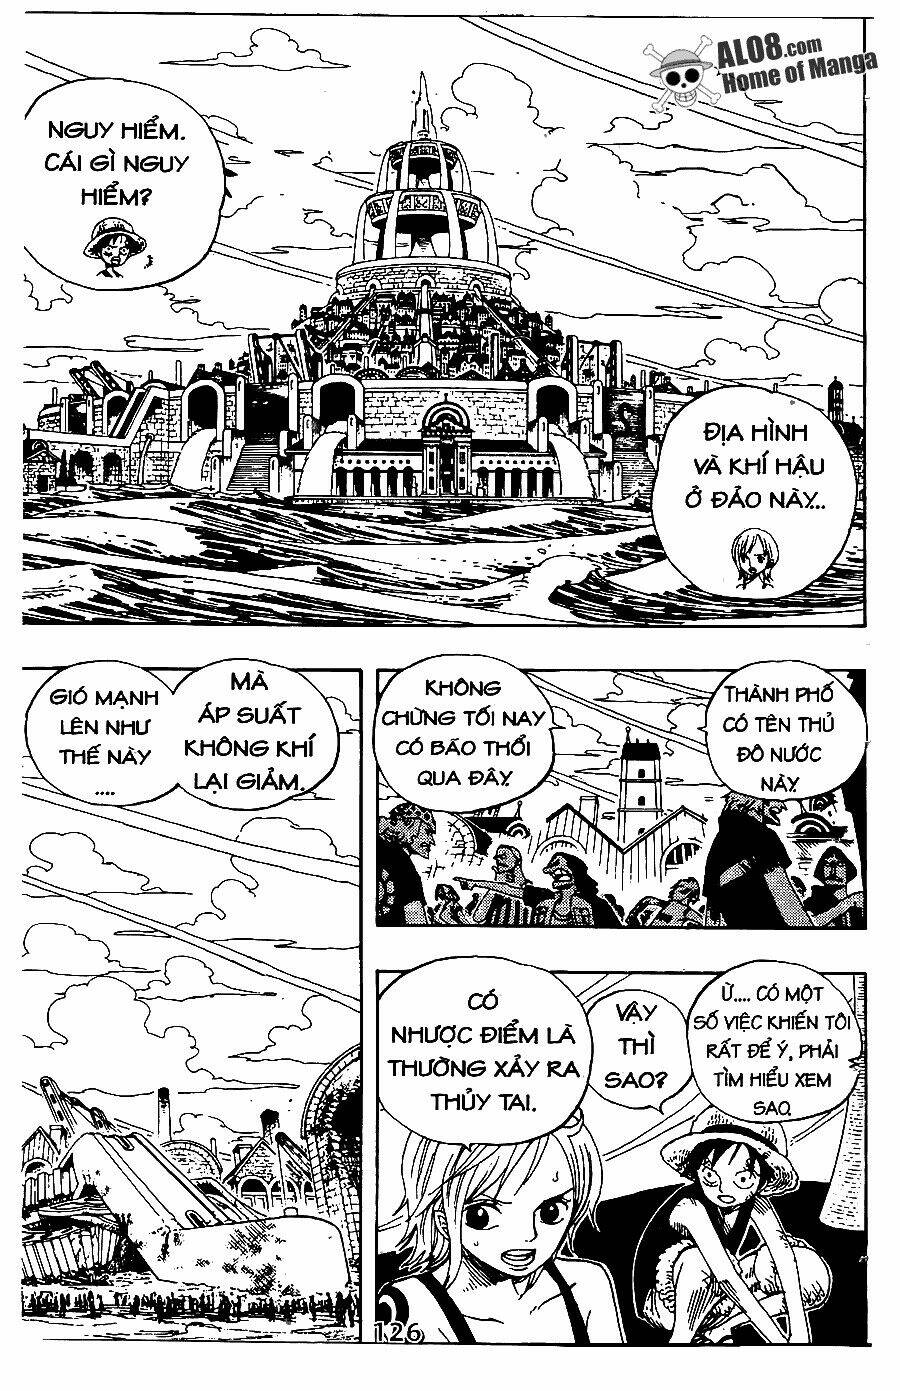 AL08.com
Home of Manga
NGUY HIỂM.
CÁI GÌ NGUY
HIỂM?
ĐỊA HÌNH
VÀ KHÍ HẬU
Ở ĐẢO NÀY...
GIÓ MẠNH
LÊN NHƯ
THẾ NÀY
....
MÀ
ÁP SUẤT
KHÔNG KHÍ
LẠI GIẢM.
KHÔNG
CHỪNG TỐI NAY
CÓ BÃO THỔI
QUA ĐÂY.
THÀNH PHỐ
CÓ TÊN THỦ
ĐÔ NƯỚC
NÀY.
CÓ
NHƯỢC ĐIỂM LÀ
THƯỜNG XẢY RA
THỦY TAI.
VẬY
THÌ
SAO?
Ừ.... CÓ MỘT
SỐ VIỆC KHIẾN TÔI
RẤT ĐỂ Ý, PHẢI
TÌM HIỂU XEM
SAO.
126